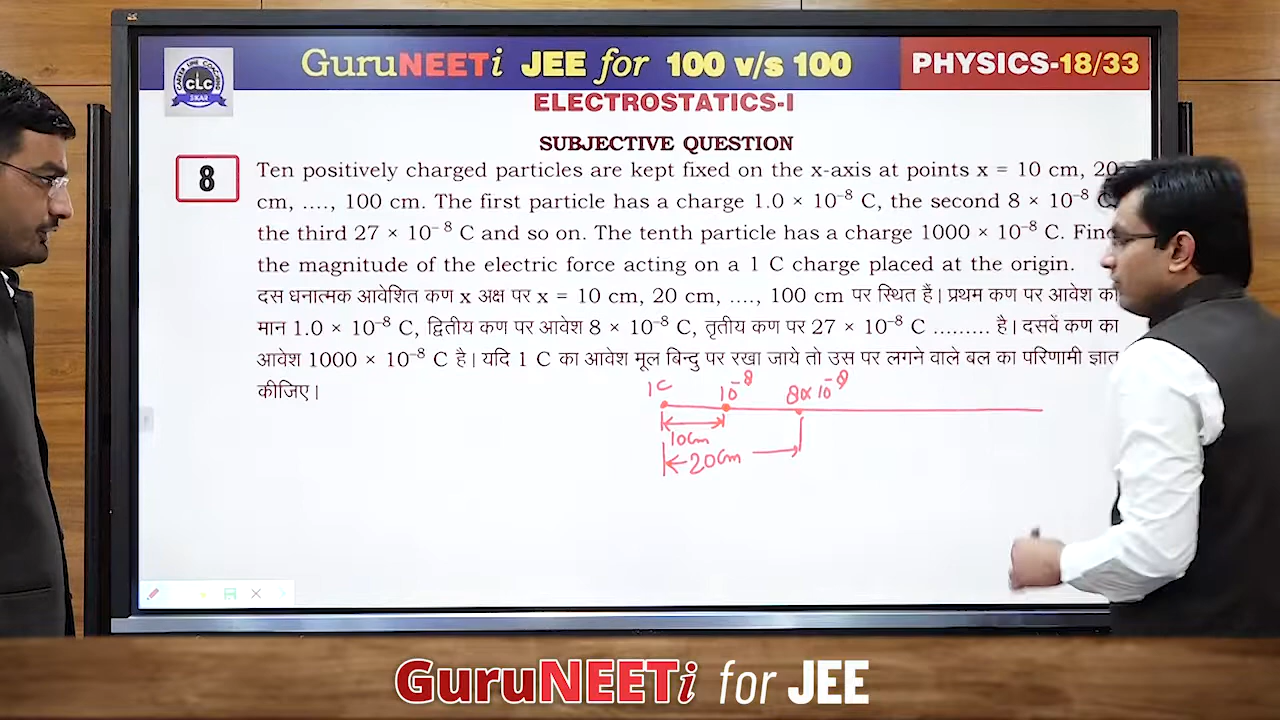 GuruNEETi JEE for 100 v/s 100
PHYSICS-18/33
CLC
SIKAR
ELECTROSTATICS-I
SUBJECTIVE QUESTION
8
Ten positively charged particles are kept fixed on the x-axis at points x = 10 cm, 20
cm, ...., 100 cm. The first particle has a charge 1.0 × 10⁻⁸ C, the second 8 × 10⁻⁸ C,
the third 27 × 10⁻⁸ C and so on. The tenth particle has a charge 1000 × 10⁻⁸ C. Find
the magnitude of the electric force acting on a 1 C charge placed at the origin.
दस धनात्मक आवेशित कण x अक्ष पर x = 10 cm, 20 cm, ...., 100 cm पर स्थित हैं। प्रथम कण पर आवेश का
मान 1.0 × 10⁻⁸ C, द्वितीय कण पर आवेश 8 × 10⁻⁸ C, तृतीय कण पर 27 × 10⁻⁸ C ......... है। दसवें कण का
आवेश 1000 × 10⁻⁸ C है। यदि 1 C का आवेश मूल बिन्दु पर रखा जाये तो उस पर लगने वाले बल का परिणामी ज्ञात
कीजिए।
1C 10⁻⁸ 8×10⁻⁸
10cm
20cm
GuruNEETi for JEE